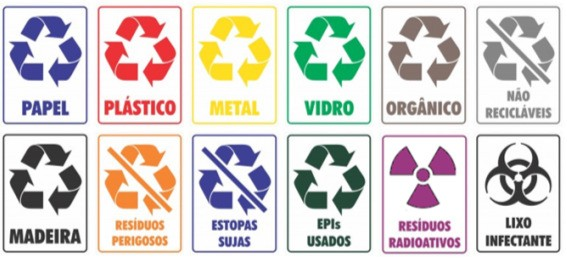 PAPEL
PLÁSTICO
METAL
VIDRO
ORGÂNICO
NÃO
RECICLÁVEIS
MADEIRA
RESÍDUOS
PERIGOSOS
ESTOPAS
SUJAS
EPIs
USADOS
RESÍDUOS
RADIOATIVOS
LIXO
INFECTANTE